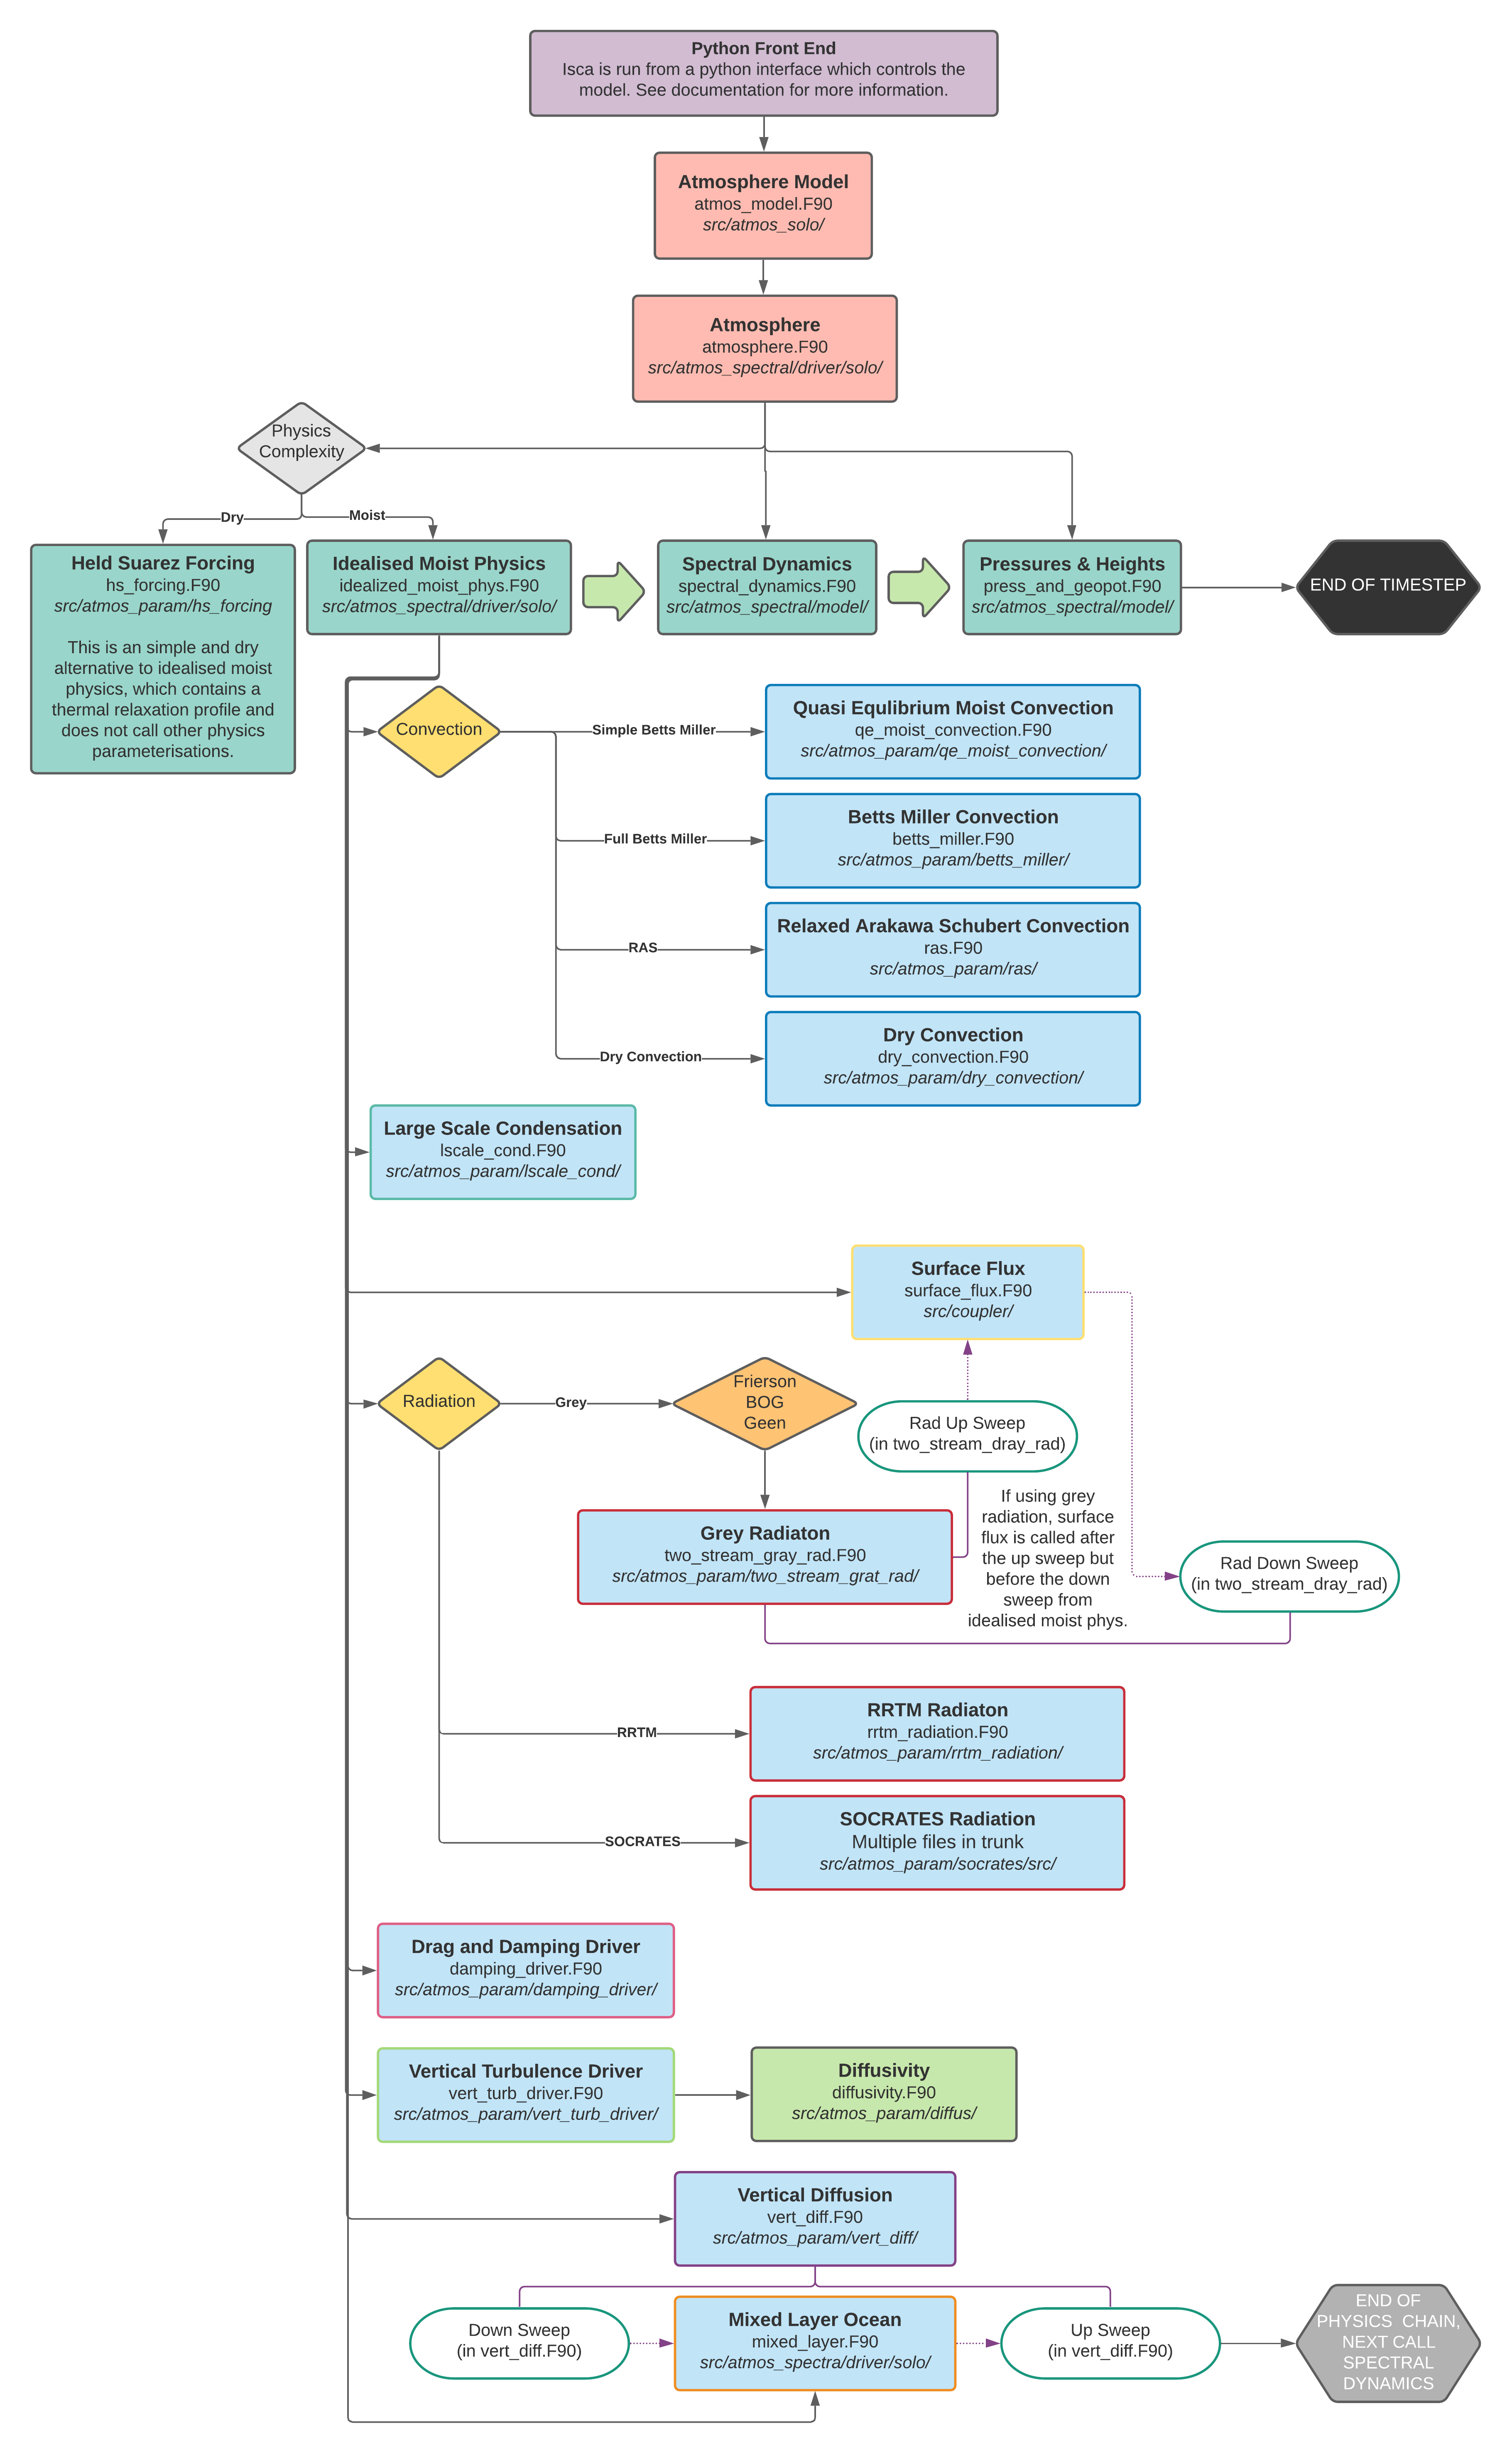 Python Front End
Isca is run from a python interface which controls the
model. See documentation for more information.
Atmosphere Model
atmos_model.F90
src/atmos_solo/
Atmosphere
atmosphere.F90
src/atmos_spectral/driver/solo/
Physics
Complexity
Dry
Moist
Held Suarez Forcing
hs_forcing.F90
src/atmos_param/hs_forcing
This is an simple and dry
alternative to idealised moist
physics, which contains a
thermal relaxation profile and
does not call other physics
parameterisations.
Idealised Moist Physics
idealized_moist_phys.F90
src/atmos_spectral/driver/solo/
Spectral Dynamics
spectral_dynamics.F90
src/atmos_spectral/model/
Pressures & Heights
press_and_geopot.F90
src/atmos_spectral/model/
END OF TIMESTEP
Convection
Simple Betts Miller
Quasi Equlibrium Moist Convection
qe_moist_convection.F90
src/atmos_param/qe_moist_convection/
Full Betts Miller
Betts Miller Convection
betts_miller.F90
src/atmos_param/betts_miller/
RAS
Relaxed Arakawa Schubert Convection
ras.F90
src/atmos_param/ras/
Dry Convection
Dry Convection
dry_convection.F90
src/atmos_param/dry_convection/
Large Scale Condensation
lscale_cond.F90
src/atmos_param/lscale_cond/
Surface Flux
surface_flux.F90
src/coupler/
Radiation
Grey
Frierson
BOG
Geen
Rad Up Sweep
(in two_stream_dray_rad)
If using grey
radiation, surface
flux is called after
the up sweep but
before the down
sweep from
idealised moist phys.
Grey Radiaton
two_stream_gray_rad.F90
src/atmos_param/two_stream_grat_rad/
Rad Down Sweep
(in two_stream_dray_rad)
RRTM
RRTM Radiaton
rrtm_radiation.F90
src/atmos_param/rrtm_radiation/
SOCRATES
SOCRATES Radiation
Multiple files in trunk
src/atmos_param/socrates/src/
Drag and Damping Driver
damping_driver.F90
src/atmos_param/damping_driver/
Vertical Turbulence Driver
vert_turb_driver.F90
src/atmos_param/vert_turb_driver/
Diffusivity
diffusivity.F90
src/atmos_param/diffus/
Vertical Diffusion
vert_diff.F90
src/atmos_param/vert_diff/
Down Sweep
(in vert_diff.F90)
Mixed Layer Ocean
mixed_layer.F90
src/atmos_spectra/driver/solo/
Up Sweep
(in vert_diff.F90)
END OF
PHYSICS  CHAIN,
NEXT CALL
SPECTRAL
DYNAMICS